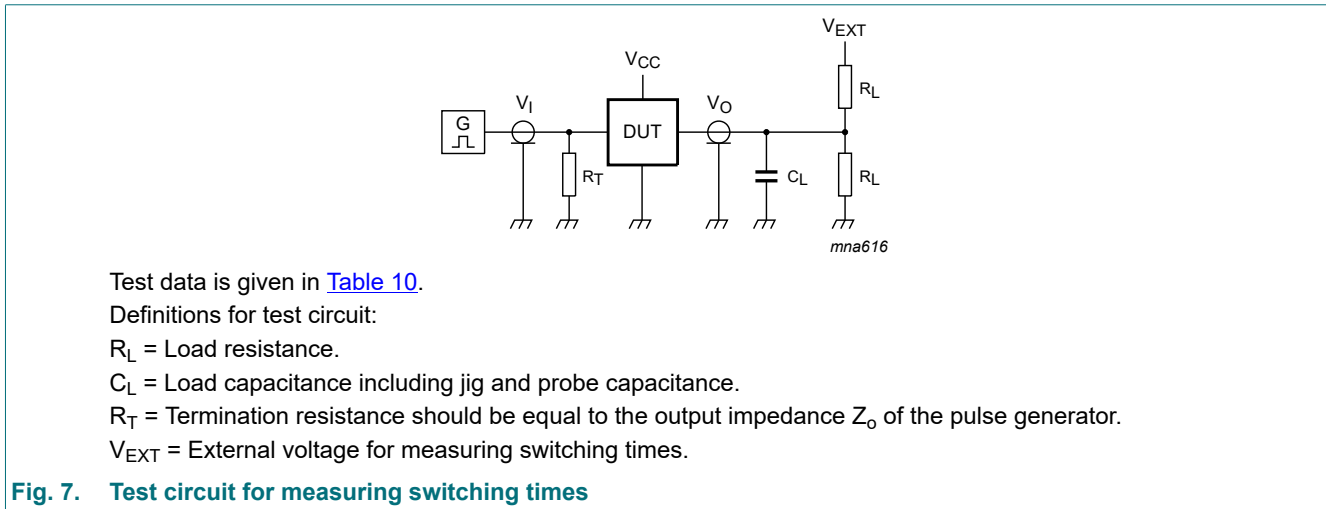 VEXT
VCC
RL
VI
VO
G
DUT
RT
CL
RL
mna616
Test data is given in Table 10.
Definitions for test circuit:
RL = Load resistance.
CL = Load capacitance including jig and probe capacitance.
RT = Termination resistance should be equal to the output impedance Zo of the pulse generator.
VEXT = External voltage for measuring switching times.
Fig. 7. Test circuit for measuring switching times